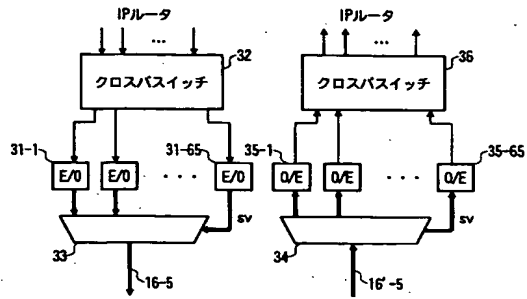 IPルータ
...
32
クロスバスイッチ
31-1
31-65
E/O
E/O
...
E/O
sv
33
16-5
IPルータ
...
36
クロスバスイッチ
35-1
35-65
O/E
O/E
...
O/E
sv
34
16'-5